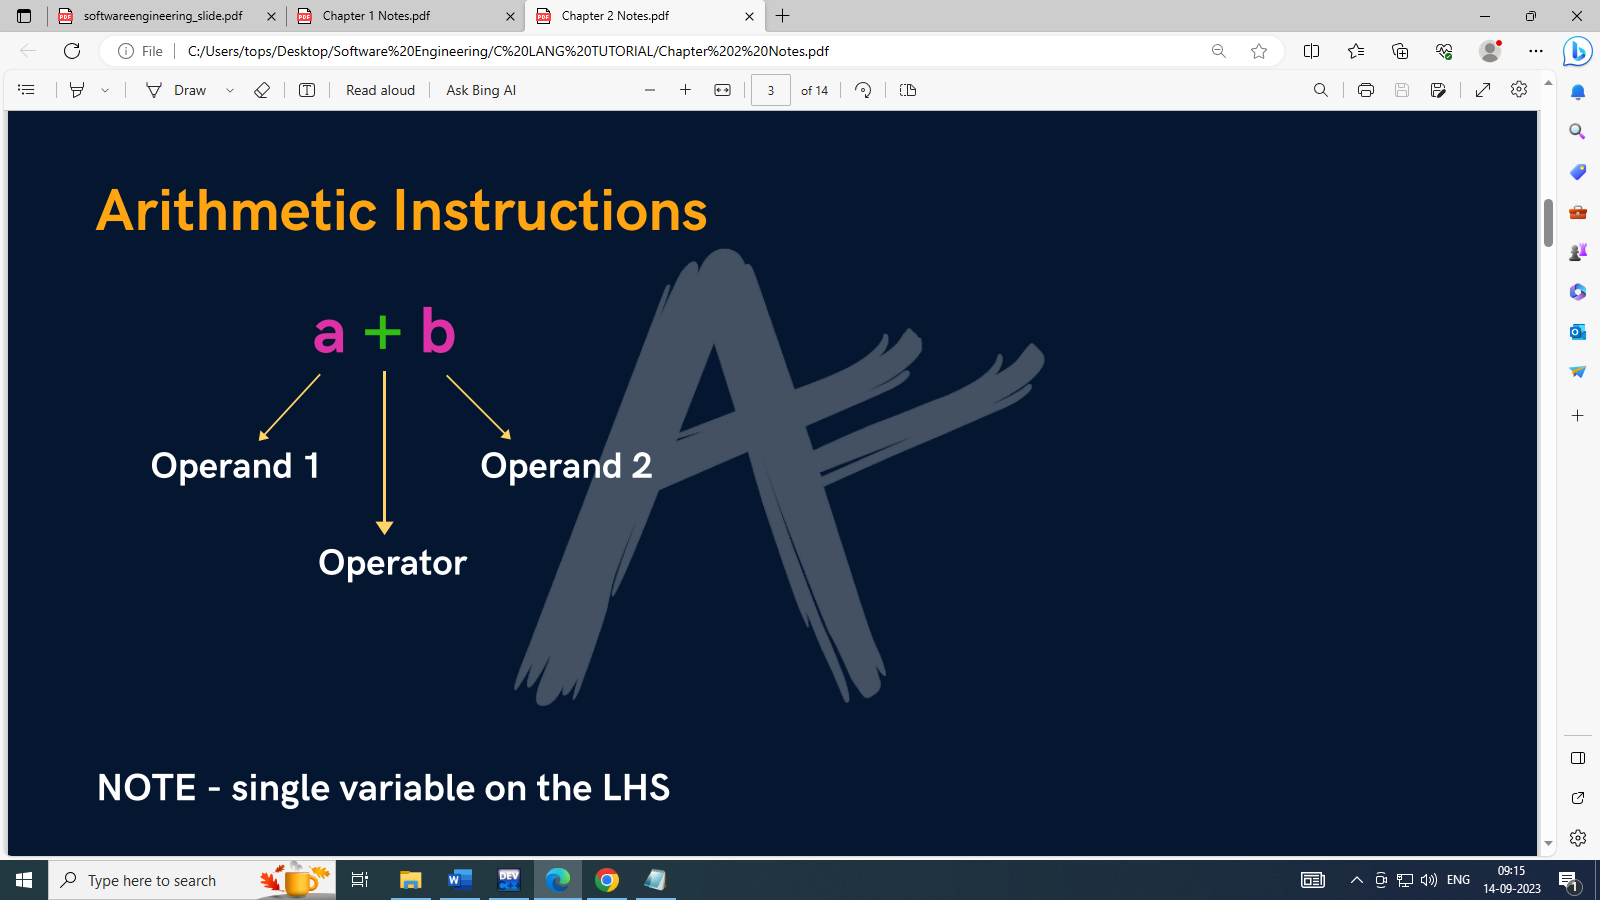 softwareengineering_slide.pdf
Chapter 1 Notes.pdf
Chapter 2 Notes.pdf
File
C:/Users/tops/Desktop/Software%20Engineering/C%20LANG%20TUTORIAL/Chapter%202%20Notes.pdf
Draw
Read aloud
Ask Bing AI
3
of 14
Arithmetic Instructions
a + b
Operand 1
Operand 2
Operator
NOTE - single variable on the LHS
Type here to search
DEV
ENG
09:15
14-09-2023
1